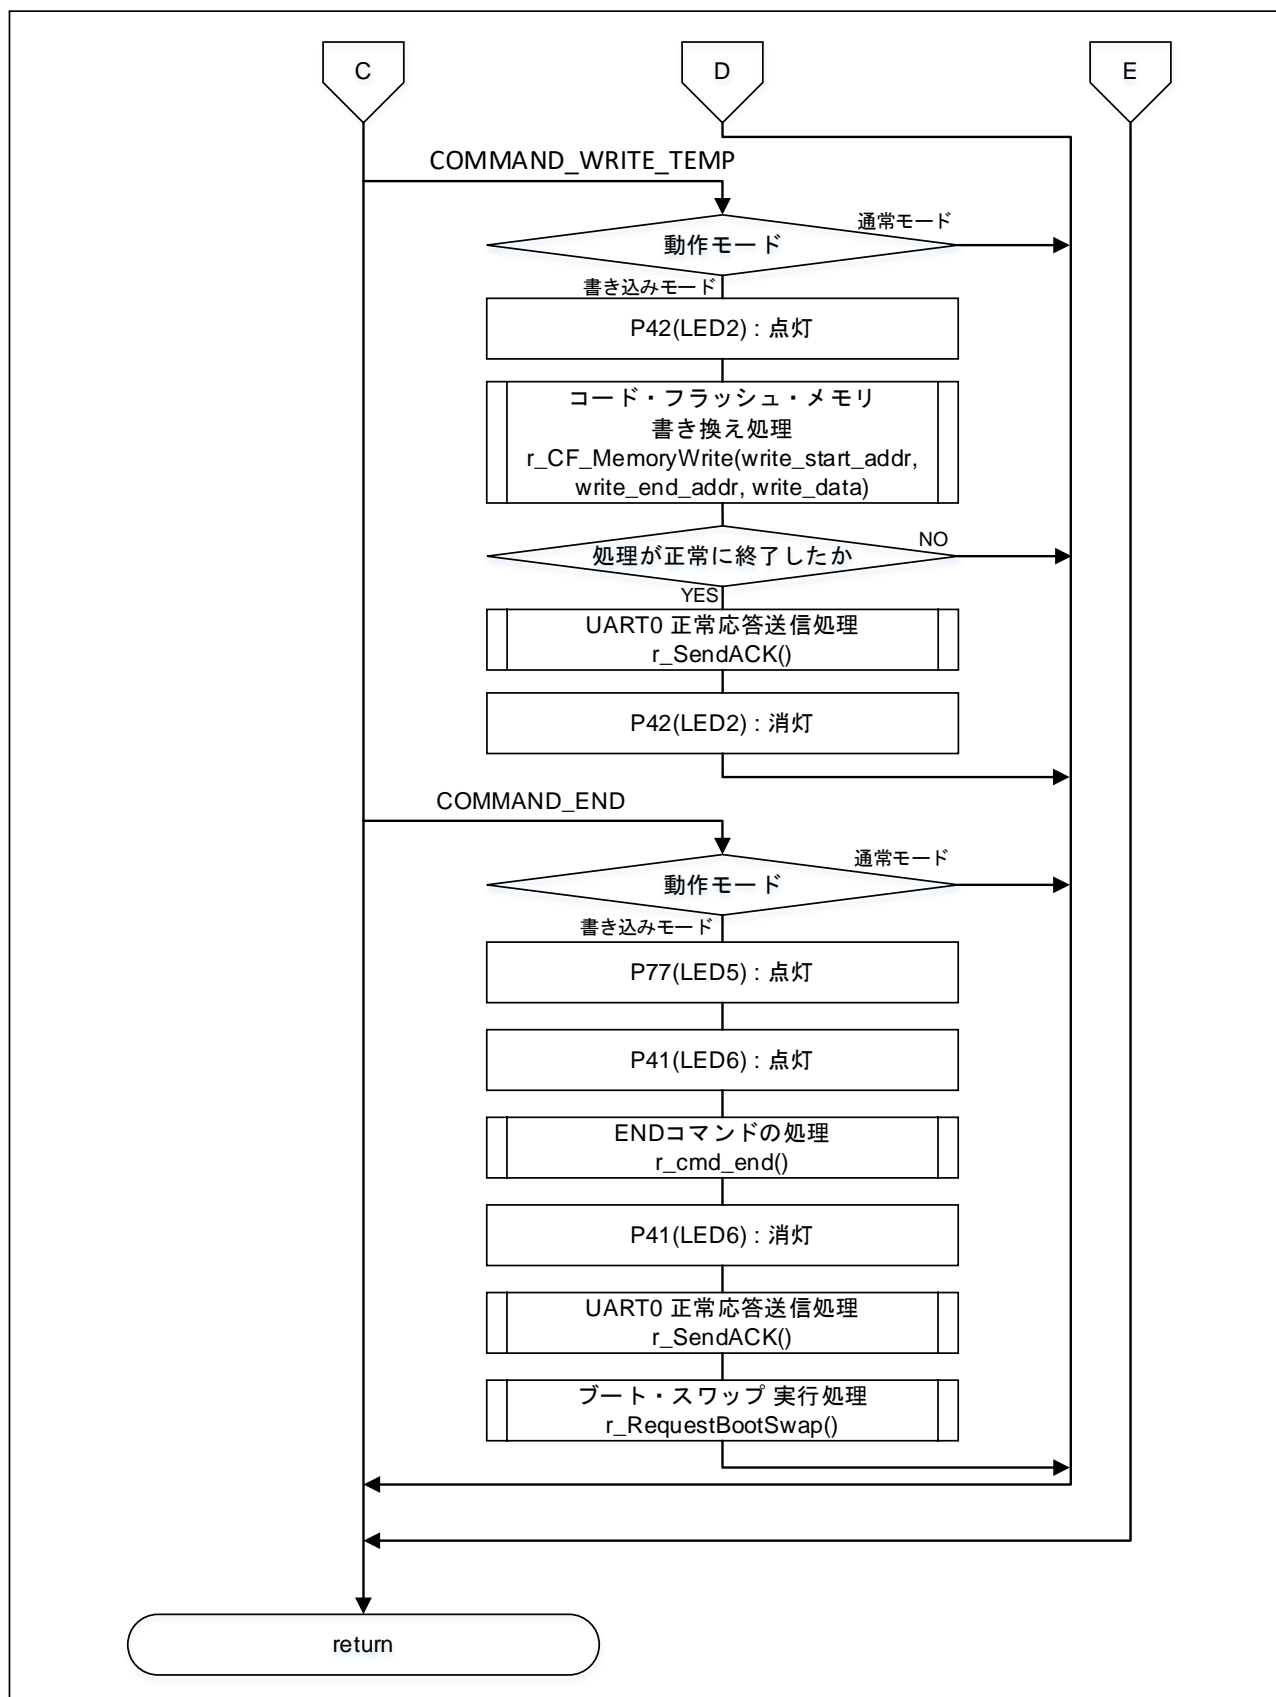 C
D
E
COMMAND_WRITE_TEMP
通常モード
動作モード
書き込みモード
P42(LED2) : 点灯
コード・フラッシュ・メモリ
書き換え処理
r_CF_MemoryWrite(write_start_addr,
write_end_addr, write_data)
NO
処理が正常に終了したか
YES
UART0 正常応答送信処理
r_SendACK()
P42(LED2) : 消灯
COMMAND_END
通常モード
動作モード
書き込みモード
P77(LED5) : 点灯
P41(LED6) : 点灯
ENDコマンドの処理
r_cmd_end()
P41(LED6) : 消灯
UART0 正常応答送信処理
r_SendACK()
ブート・スワップ 実行処理
r_RequestBootSwap()
return